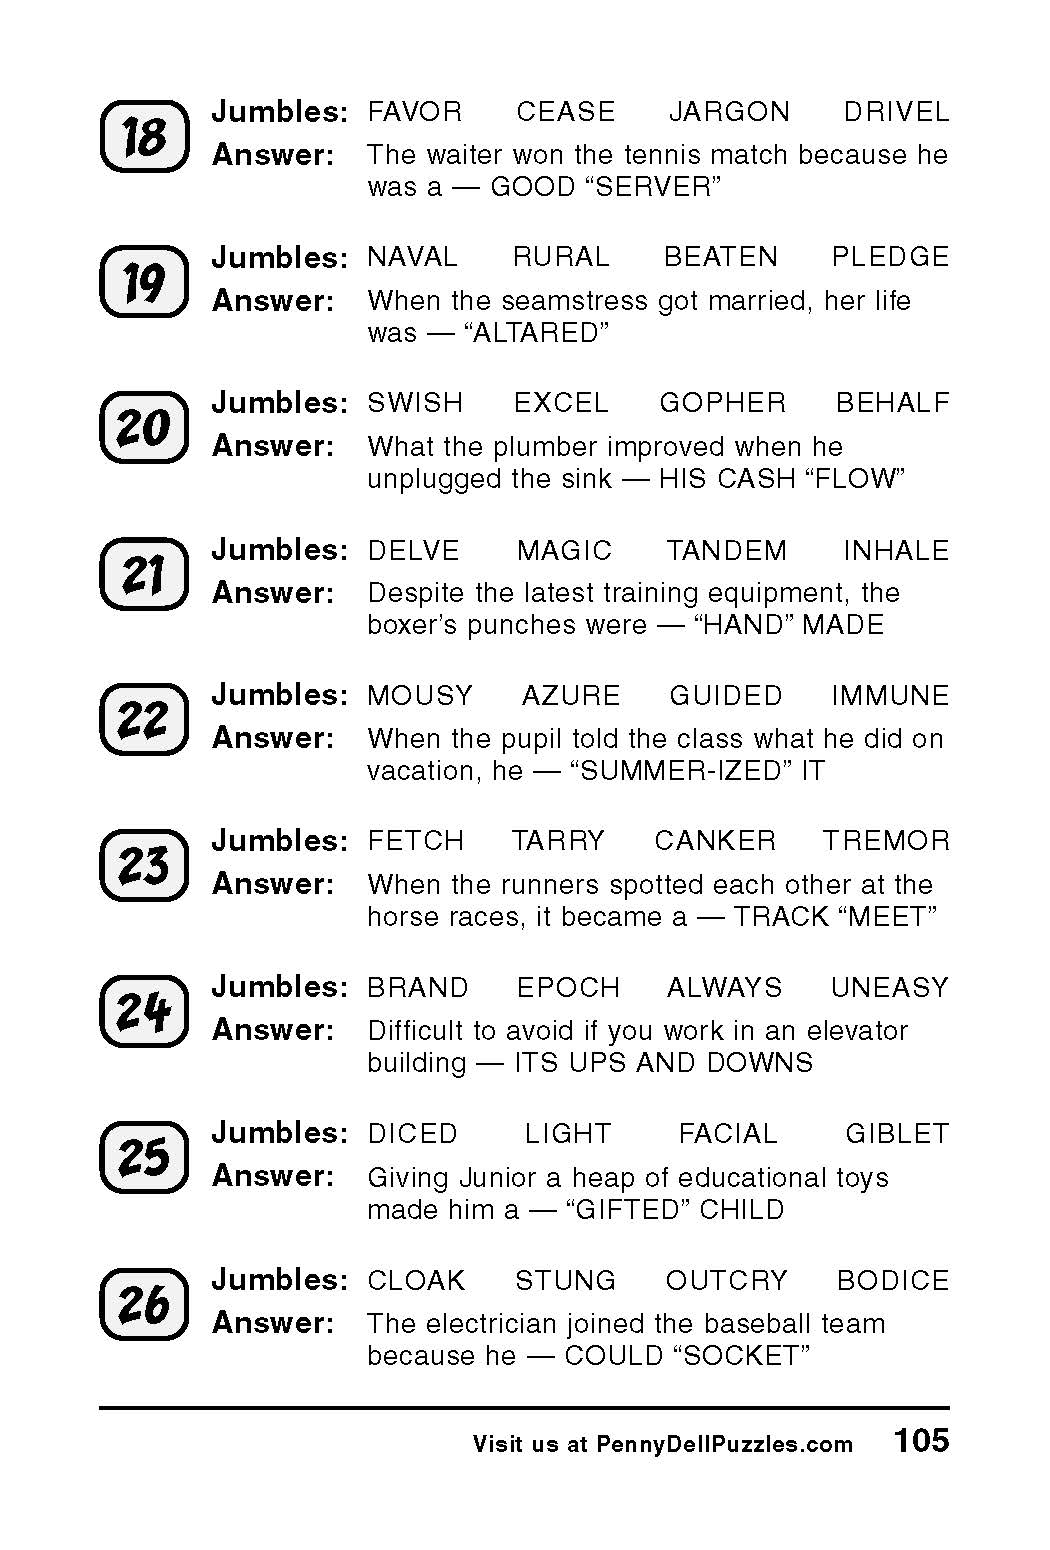 18
Jumbles: FAVOR CEASE JARGON DRIVEL
Answer: The waiter won the tennis match because he
was a — GOOD “SERVER”
19
Jumbles: NAVAL RURAL BEATEN PLEDGE
Answer: When the seamstress got married, her life
was — “ALTARED”
20
Jumbles: SWISH EXCEL GOPHER BEHALF
Answer: What the plumber improved when he
unplugged the sink — HIS CASH “FLOW”
21
Jumbles: DELVE MAGIC TANDEM INHALE
Answer: Despite the latest training equipment, the
boxer’s punches were — “HAND” MADE
22
Jumbles: MOUSY AZURE GUIDED IMMUNE
Answer: When the pupil told the class what he did on
vacation, he — “SUMMER-IZED” IT
23
Jumbles: FETCH TARRY CANKER TREMOR
Answer: When the runners spotted each other at the
horse races, it became a — TRACK “MEET”
24
Jumbles: BRAND EPOCH ALWAYS UNEASY
Answer: Difficult to avoid if you work in an elevator
building — ITS UPS AND DOWNS
25
Jumbles: DICED LIGHT FACIAL GIBLET
Answer: Giving Junior a heap of educational toys
made him a — “GIFTED” CHILD
26
Jumbles: CLOAK STUNG OUTCRY BODICE
Answer: The electrician joined the baseball team
because he — COULD “SOCKET”
Visit us at PennyDellPuzzles.com 105